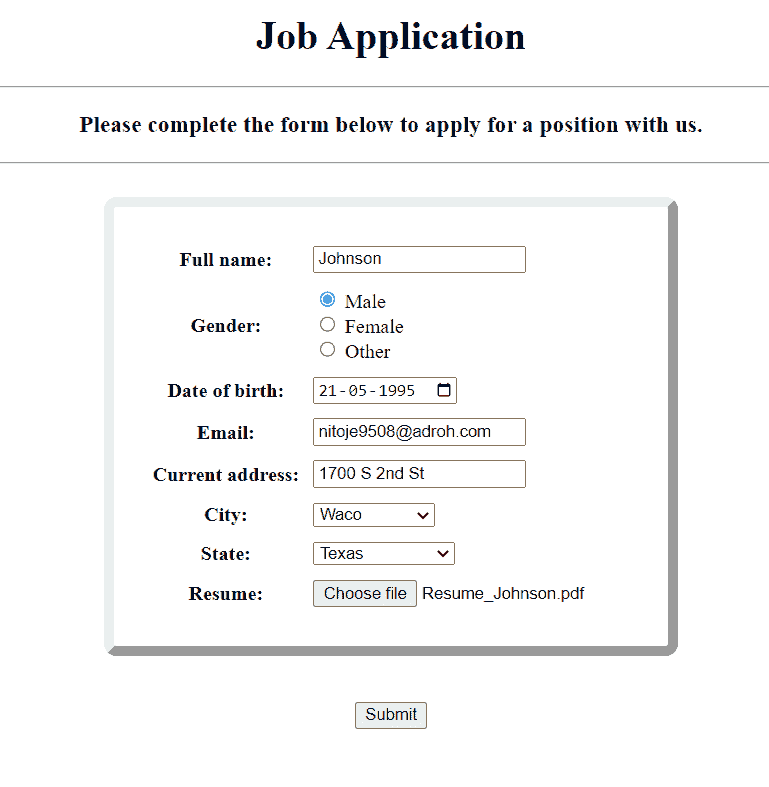 Job Application
Please complete the form below to apply for a position with us.
Full name: Johnson
Male
Gender:
Female
Other
Date of birth: 21-05-1995
Email: nitoje9508@adroh.com
Current address: 1700 S 2nd St
City: Waco
State: Texas
Resume: Choose file Resume_Johnson.pdf
Submit